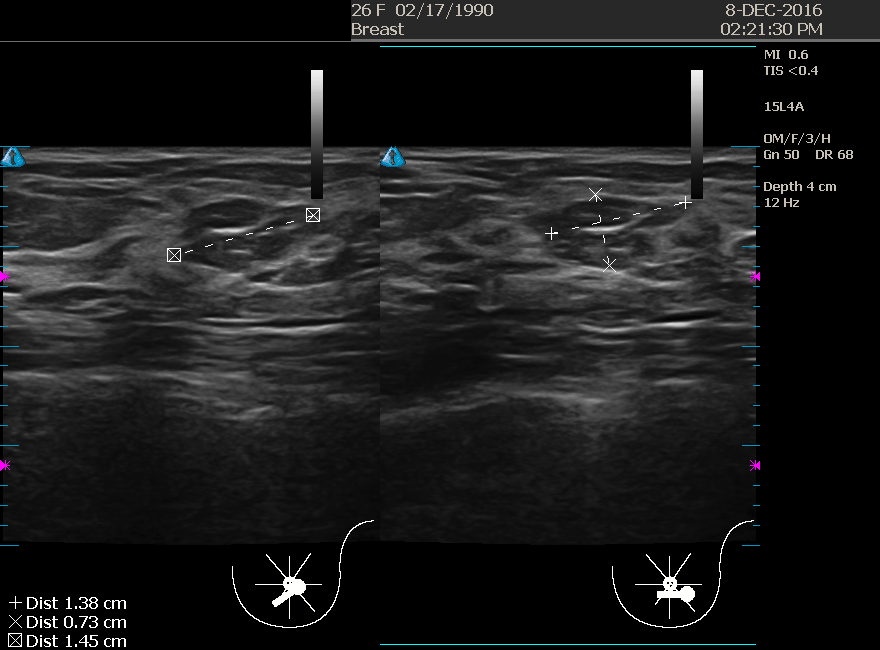 26 F 02/17/1990
8-DEC-2016
Breast
02:21:30 PM
MI 0.6
TIS <0.4
15L4A
OM/F/3/H
Gn 50 DR 68
Depth 4 cm
12 Hz
Dist 1.38 cm
Dist 0.73 cm
Dist 1.45 cm